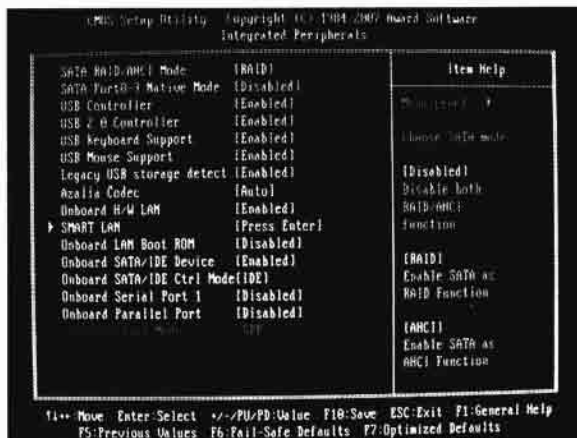 CMOS Setup Utility - Copyright (C) 1984-2007 Award Software
Integrated Peripherals
SATA RAID/AHCI Mode [RAID]
SATA Port0-3 Native Mode [Disabled]
USB Controller [Enabled]
USB 2.0 Controller [Enabled]
USB Keyboard Support [Enabled]
USB Mouse Support [Enabled]
Legacy USB storage detect [Enabled]
Azalia Codec [Auto]
Onboard H/W LAN [Enabled]
▶ SMART LAN [Press Enter]
Onboard LAN Boot ROM [Disabled]
Onboard SATA/IDE Device [Enabled]
Onboard SATA/IDE Ctrl Mode[IDE]
Onboard Serial Port 1 [Disabled]
Onboard Parallel Port [Disabled]
Item Help
Menu Level ▶
Choose SATA mode
[Disabled]
Disable both
RAID/AHCI
function
[RAID]
Enable SATA as
RAID Function
[AHCI]
Enable SATA as
AHCI Function
↑↓→←:Move Enter:Select +/-/PU/PD:Value F10:Save ESC:Exit F1:General Help
F5:Previous Values F6:Fail-Safe Defaults F7:Optimized Defaults